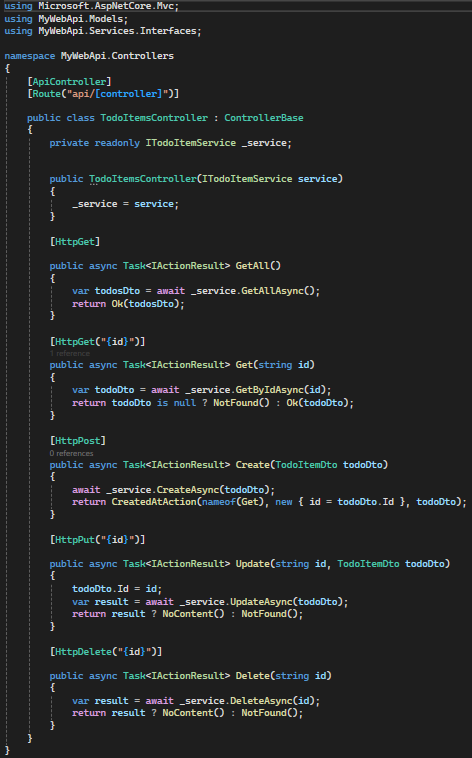 using Microsoft.AspNetCore.Mvc;
using MyWebApi.Models;
using MyWebApi.Services.Interfaces;

namespace MyWebApi.Controllers
{
    [ApiController]
    [Route("api/[controller]")]

    public class TodoItemsController : ControllerBase
    {
        private readonly ITodoItemService _service;


        public TodoItemsController(ITodoItemService service)
        {
            _service = service;
        }

        [HttpGet]

        public async Task<IActionResult> GetAll()
        {
            var todosDto = await _service.GetAllAsync();
            return Ok(todosDto);
        }

        [HttpGet("{id}")]
        1 reference
        public async Task<IActionResult> Get(string id)
        {
            var todoDto = await _service.GetByIdAsync(id);
            return todoDto is null ? NotFound() : Ok(todoDto);
        }

        [HttpPost]
        0 references
        public async Task<IActionResult> Create(TodoItemDto todoDto)
        {
            await _service.CreateAsync(todoDto);
            return CreatedAtAction(nameof(Get), new { id = todoDto.Id }, todoDto);
        }

        [HttpPut("{id}")]

        public async Task<IActionResult> Update(string id, TodoItemDto todoDto)
        {
            todoDto.Id = id;
            var result = await _service.UpdateAsync(todoDto);
            return result ? NoContent() : NotFound();
        }

        [HttpDelete("{id}")]

        public async Task<IActionResult> Delete(string id)
        {
            var result = await _service.DeleteAsync(id);
            return result ? NoContent() : NotFound();
        }
    }
}